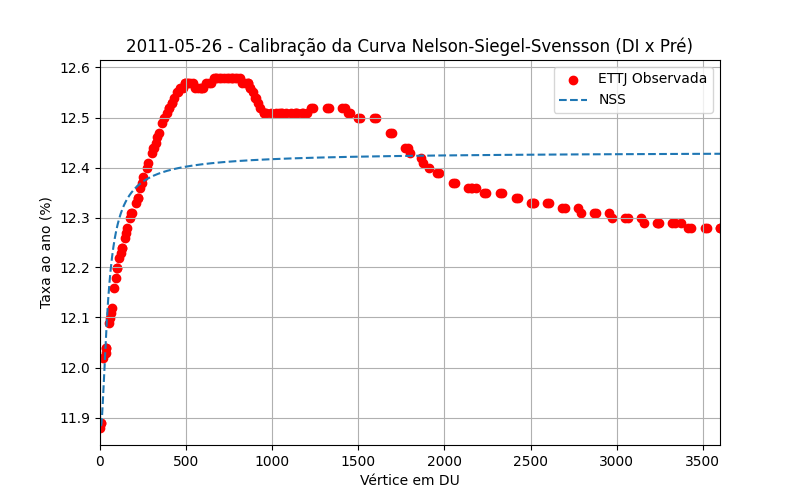 2011-05-26 - Calibração da Curva Nelson-Siegel-Svensson (DI x Pré)
12.6
12.5
12.4
12.3
12.2
12.1
12.0
11.9
Taxa ao ano (%)
ETTJ Observada
NSS
0 500 1000 1500 2000 2500 3000 3500
Vértice em DU